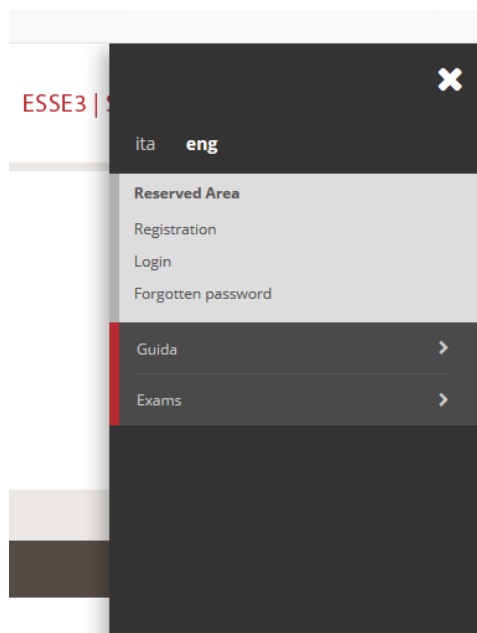 ESSE3 |
ita eng
Reserved Area
Registration
Login
Forgotten password
Guida
Exams